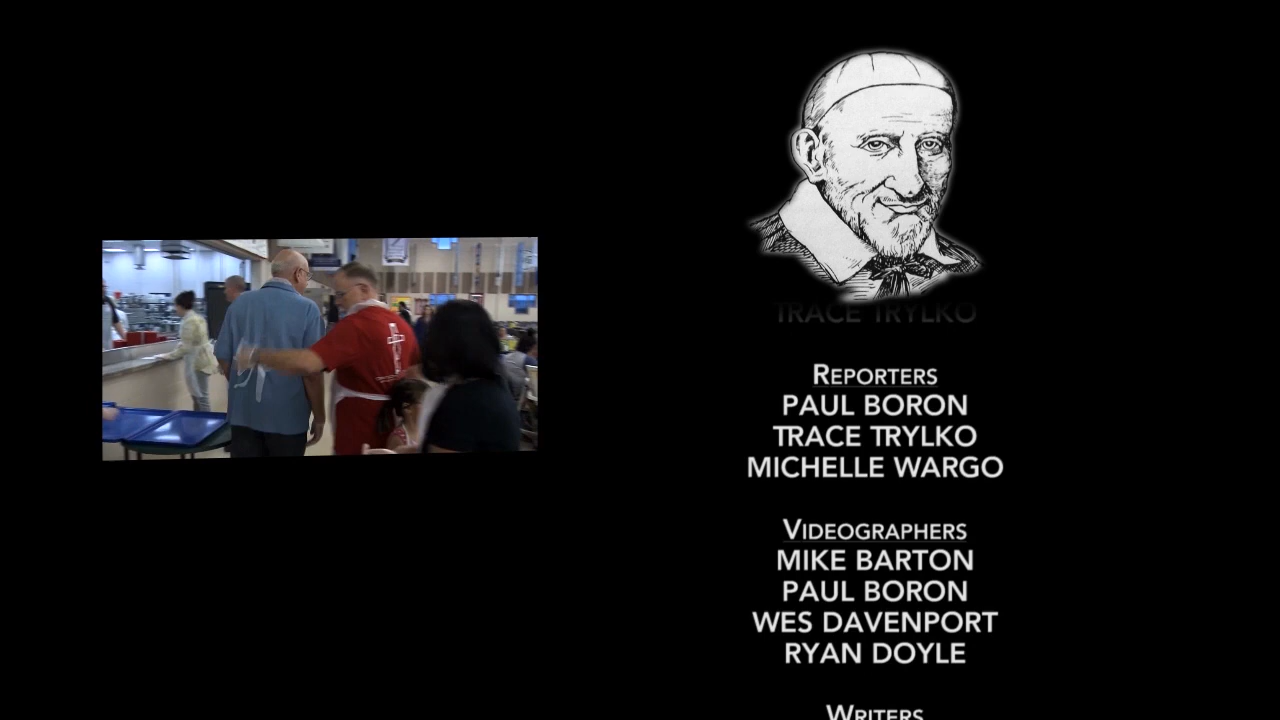 TRACE TRYLKO
REPORTERS
PAUL BORON
TRACE TRYLKO
MICHELLE WARGO
VIDEOGRAPHERS
MIKE BARTON
PAUL BORON
WES DAVENPORT
RYAN DOYLE
WRITERS